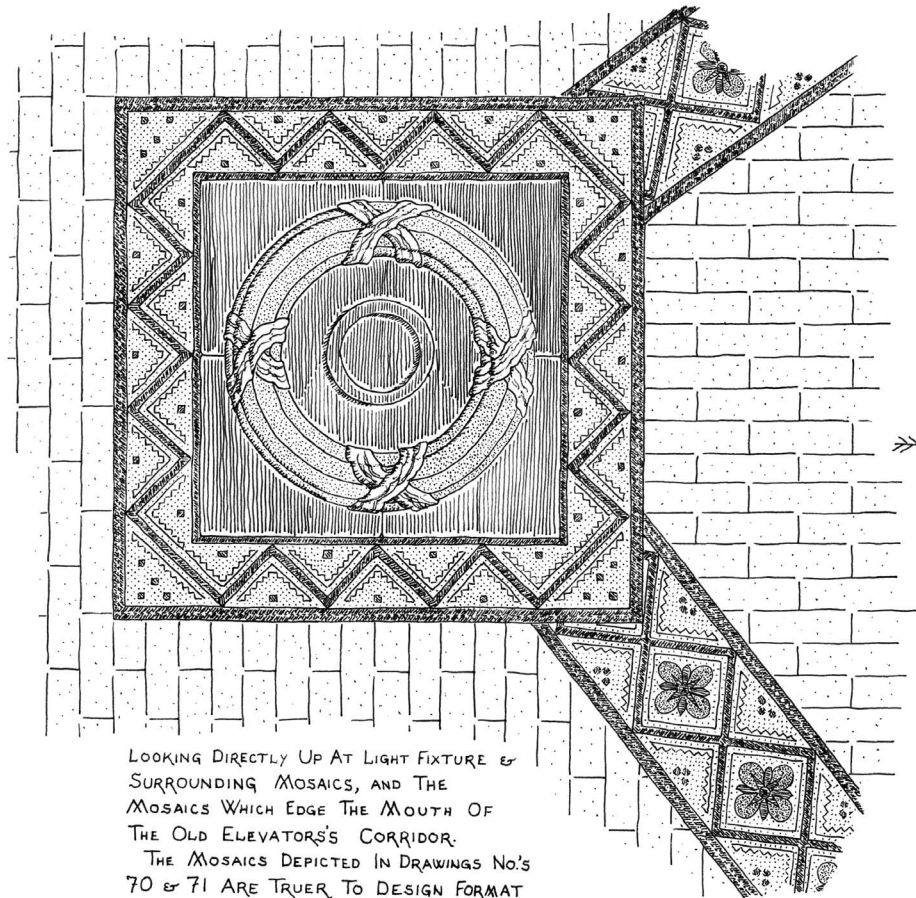 Looking Directly Up At Light Fixture &
Surrounding Mosaics, and The
Mosaics Which Edge The Mouth Of
The Old Elevators's Corridor.
The Mosaics Depicted In Drawings No.'s
70 & 71 Are Truer To Design Format